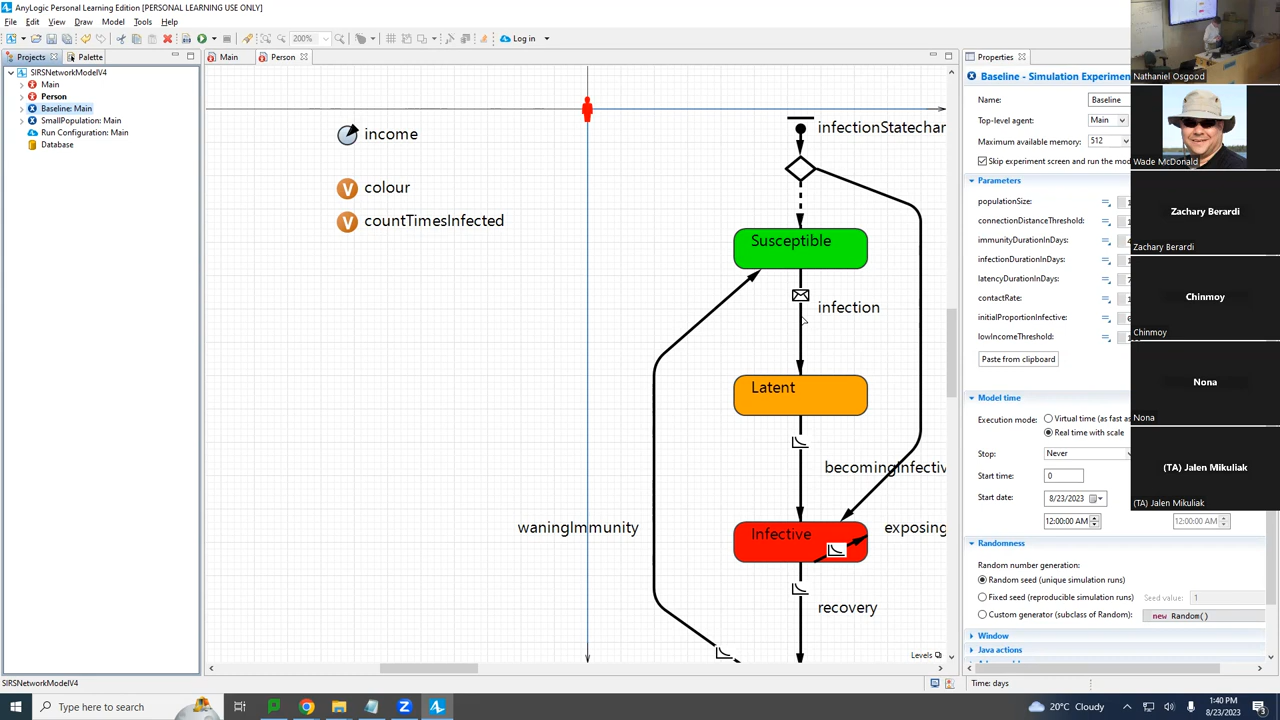 AnyLogic Personal Learning Edition [PERSONAL LEARNING USE ONLY]
File Edit View Draw Model Tools Help
200%
Log in
Projects
Palette
SIRSNetworkModelV4
Main
Person
Baseline: Main
SmallPopulation: Main
Run Configuration: Main
Database
Main
Person
income
V colour
V countTimesInfected
infectionStatechar
Susceptible
infection
Latent
becomingInfectiv
Infective
exposing
waningImmunity
recovery
Levels
Properties
Baseline - Simulation Experimen
Name: Baseline
Top-level agent: Main
Maximum available memory: 512
Skip experiment screen and run the mod
Parameters
populationSize:
connectionDistanceThreshold:
immunityDurationInDays:
infectionDurationInDays:
latencyDurationInDays:
contactRate:
initialProportionInfective:
lowIncomeThreshold:
Paste from clipboard
Model time
Execution mode: Virtual time (as fast as
Real time with scale
Stop: Never
Start time: 0
Start date: 8/23/2023
12:00:00 AM
12:00:00 AM
Randomness
Random number generation:
Random seed (unique simulation runs)
Fixed seed (reproducible simulation runs) Seed value: 1
Custom generator (subclass of Random): new Random()
Window
Java actions
Nathaniel Osgood
Wade McDonald
Zachary Berardi
Zachary Berardi
Chinmoy
Chinmoy
Nona
Nona
(TA) Jalen Mikuliak
(TA) Jalen Mikuliak
SIRSNetworkModelV4
Time: days
Type here to search
20°C Cloudy
1:40 PM
8/23/2023